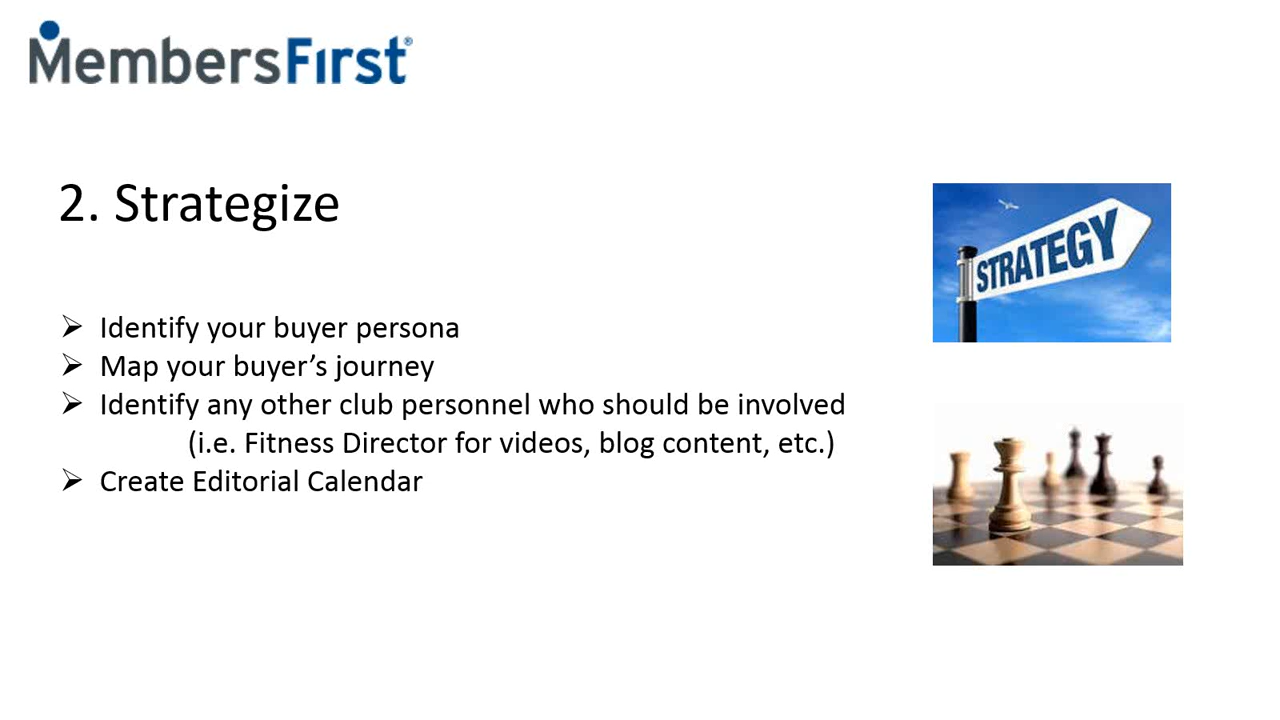 MembersFirst®
2. Strategize
STRATEGY
➢ Identify your buyer persona
➢ Map your buyer’s journey
➢ Identify any other club personnel who should be involved
(i.e. Fitness Director for videos, blog content, etc.)
➢ Create Editorial Calendar